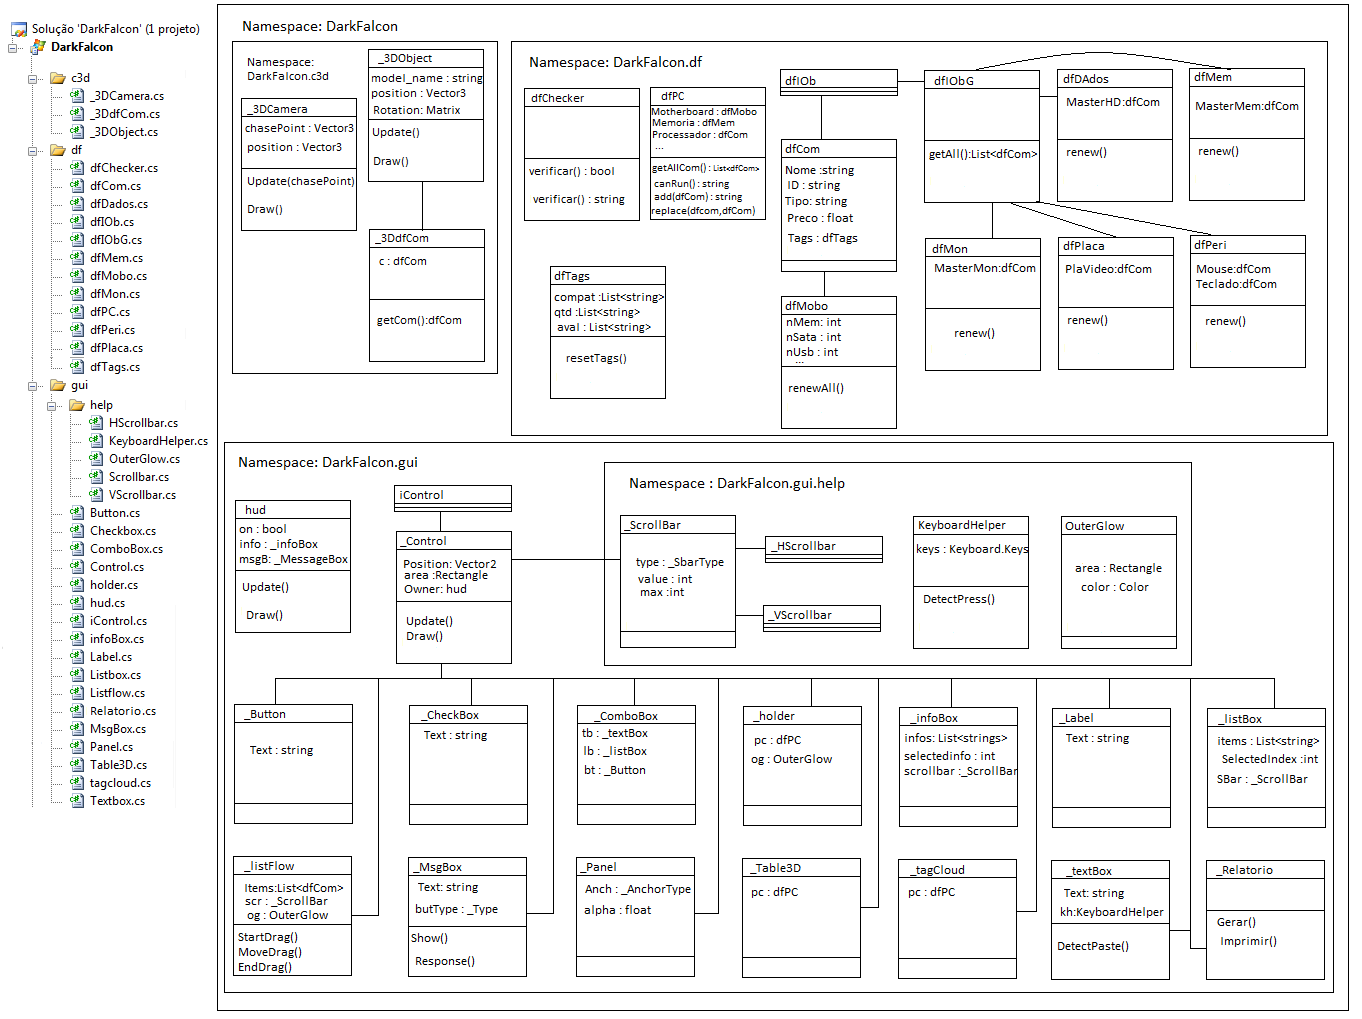 Solução 'DarkFalcon' (1 projeto)
DarkFalcon
c3d
_3DCamera.cs
_3DdfCom.cs
_3DObject.cs
df
dfChecker.cs
dfCom.cs
dfDados.cs
dfIOb.cs
dfIObG.cs
dfMem.cs
dfMobo.cs
dfMon.cs
dfPC.cs
dfPeri.cs
dfPlaca.cs
dfTags.cs
gui
help
HScrollbar.cs
KeyboardHelper.cs
OuterGlow.cs
Scrollbar.cs
VScrollbar.cs
Button.cs
Checkbox.cs
ComboBox.cs
Control.cs
holder.cs
hud.cs
iControl.cs
infoBox.cs
Label.cs
Listbox.cs
Listflow.cs
Relatorio.cs
MsgBox.cs
Panel.cs
Table3D.cs
tagcloud.cs
Textbox.cs
Namespace: DarkFalcon
Namespace:
DarkFalcon.c3d
_3DCamera
chasePoint : Vector3
position : Vector3
Update(chasePoint)
Draw()
_3DObject
model_name : string
position : Vector3
Rotation: Matrix
Update()
Draw()
_3DdfCom
c : dfCom
getCom():dfCom
Namespace: DarkFalcon.df
dfChecker
verificar() : bool
verificar() : string
dfPC
Motherboard : dfMobo
Memoria : dfMem
Processador : dfCom
...
getAllCom() : List<dfCom>
canRun() : string
add(dfCom) : string
replace(dfcom,dfCom)
dfTags
compat :List<string>
qtd :List<string>
aval : List<string>
resetTags()
dfIOb
dfCom
Nome :string
ID : string
Tipo: string
Preco : float
Tags : dfTags
dfMobo
nMem: int
nSata : int
nUsb : int
...
renewAll()
dfIObG
getAll():List<dfCom>
dfDAdos
MasterHD:dfCom
renew()
dfMem
MasterMem:dfCom
renew()
dfMon
MasterMon:dfCom
renew()
dfPlaca
PlaVideo:dfCom
renew()
dfPeri
Mouse:dfCom
Teclado:dfCom
renew()
Namespace: DarkFalcon.gui
hud
on : bool
info : _infoBox
msgB: _MessageBox
Update()
Draw()
iControl
_Control
Position: Vector2
area :Rectangle
Owner: hud
Update()
Draw()
Namespace : DarkFalcon.gui.help
_ScrollBar
type : _SbarType
value : int
max :int
_HScrollbar
_VScrollbar
KeyboardHelper
keys : Keyboard.Keys
DetectPress()
OuterGlow
area : Rectangle
color : Color
_Button
Text : string
_CheckBox
Text : string
_ComboBox
tb : _textBox
lb : _listBox
bt : _Button
_holder
pc : dfPC
og : OuterGlow
_infoBox
infos: List<strings>
selectedinfo : int
scrollbar :_ScrollBar
_Label
Text : string
_listBox
items : List<string>
SelectedIndex :int
SBar : _ScrollBar
_listFlow
Items:List<dfCom>
scr : _ScrollBar
og : OuterGlow
StartDrag()
MoveDrag()
EndDrag()
_MsgBox
Text: string
butType : _Type
Show()
Response()
_Panel
Anch : _AnchorType
alpha : float
_Table3D
pc : dfPC
_tagCloud
pc : dfPC
_textBox
Text: string
kh:KeyboardHelper
DetectPaste()
_Relatorio
Gerar()
Imprimir()